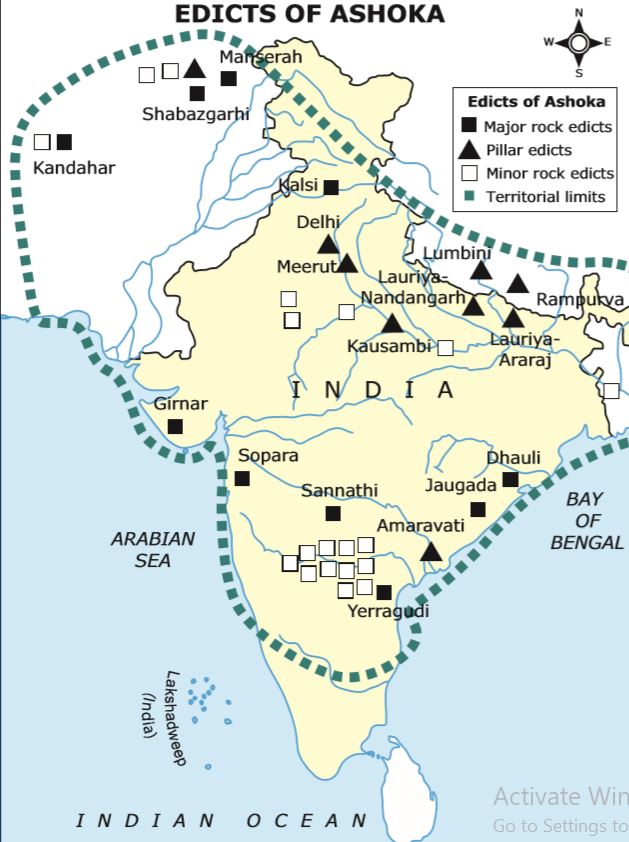 EDICTS OF ASHOKA
N
W E
S
Edicts of Ashoka
Major rock edicts
Pillar edicts
Minor rock edicts
Territorial limits
Manserah
Shabazgarhi
Kandahar
Kalsi
Delhi
Meerut
Lumbini
Lauriya-
Nandangarh
Rampurva
Kausambi
Lauriya-
Araraj
INDIA
Girnar
Sopara
Dhauli
Sannathi
Jaugada
Amaravati
ARABIAN
SEA
BAY
OF
BENGAL
Yerragudi
Lakshadweep
(India)
INDIAN OCEAN
Activate Win
Go to Settings to